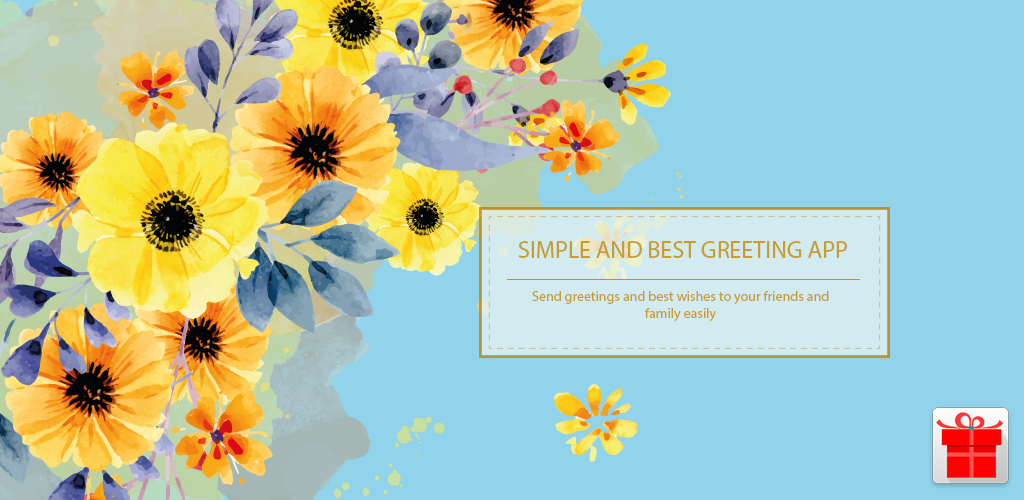 SIMPLE AND BEST GREETING APP
Send greetings and best wishes to your friends and
family easily